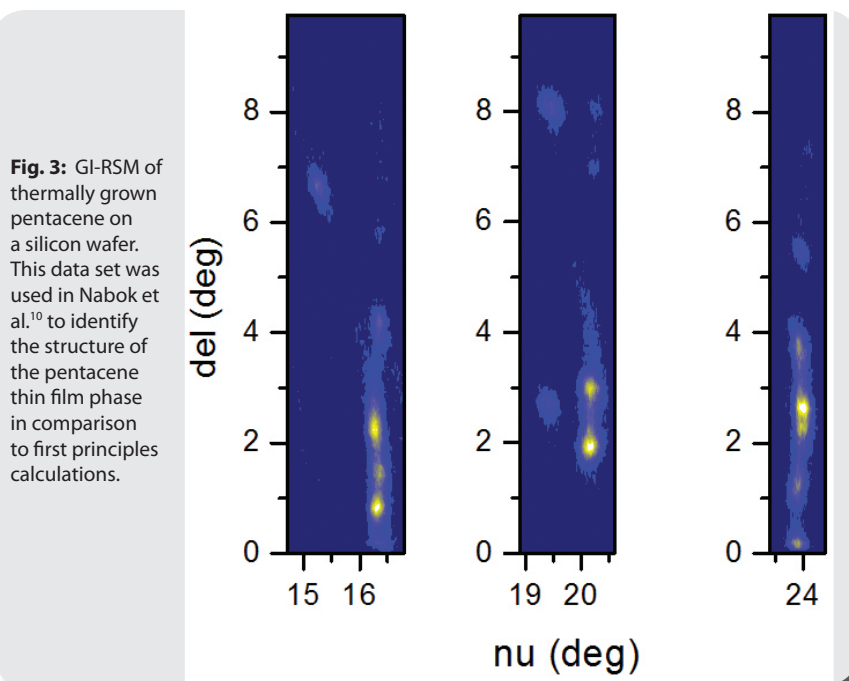 Fig. 3: GI-RSM of
thermally grown
pentacene on
a silicon wafer.
This data set was
used in Nabok et
al.¹⁰ to identify
the structure of
the pentacene
thin film phase
in comparison
to first principles
calculations.
del (deg)
8
6
4
2
0
15 16
8
6
4
2
0
19 20
8
6
4
2
0
24
nu (deg)